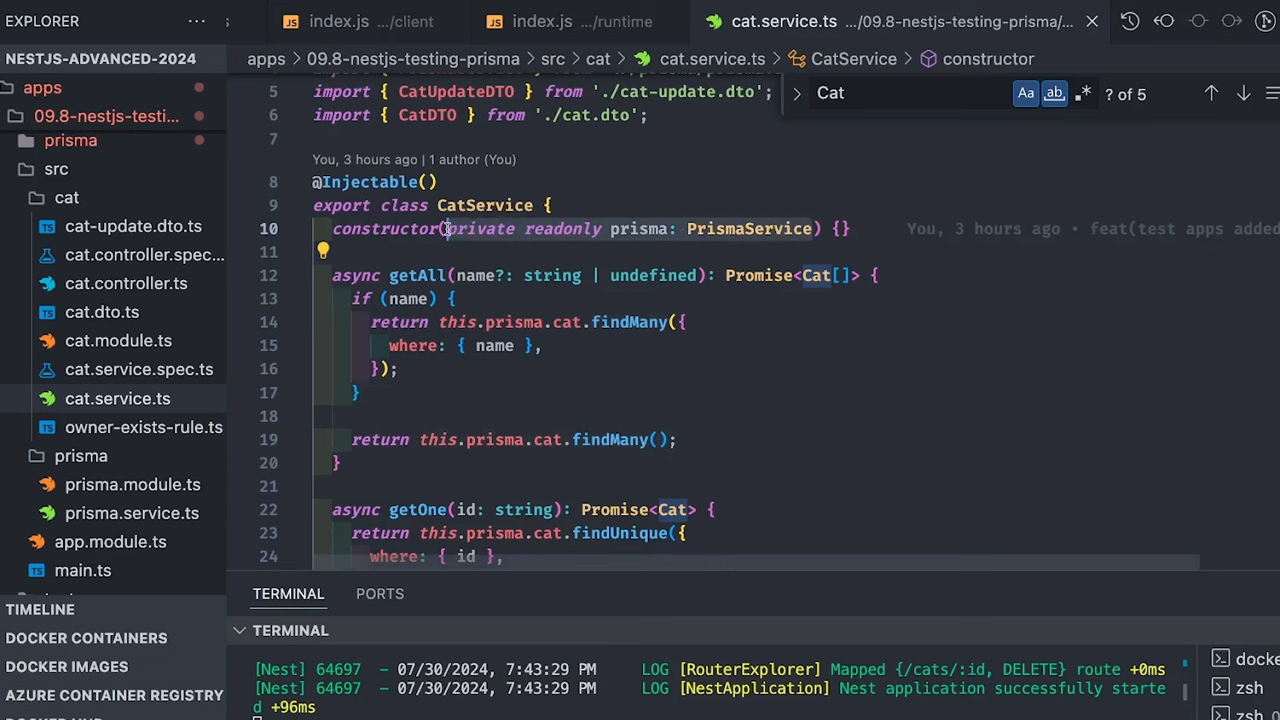 EXPLORER
...
s
index.js .../client
index.js .../runtime
cat.service.ts .../09.8-nestjs-testing-prisma/...
NESTJS-ADVANCED-2024
apps
09.8-nestjs-testi...
prisma
src
cat
cat-update.dto.ts
cat.controller.spec...
cat.controller.ts
cat.dto.ts
cat.module.ts
cat.service.spec.ts
cat.service.ts
owner-exists-rule.ts
prisma
prisma.module.ts
prisma.service.ts
app.module.ts
main.ts
TIMELINE
DOCKER CONTAINERS
DOCKER IMAGES
AZURE CONTAINER REGISTRY
apps > 09.8-nestjs-testing-prisma > src > cat > cat.service.ts > CatService > constructor
Cat
Aa ab .* ? of 5
5 import { CatUpdateDTO } from './cat-update.dto';
6 import { CatDTO } from './cat.dto';
7
You, 3 hours ago | 1 author (You)
8 @Injectable()
9 export class CatService {
10 constructor(private readonly prisma: PrismaService) {} You, 3 hours ago • feat(test apps added
11
12 async getAll(name?: string | undefined): Promise<Cat[]> {
13 if (name) {
14 return this.prisma.cat.findMany({
15 where: { name },
16 });
17 }
18
19 return this.prisma.cat.findMany();
20 }
21
22 async getOne(id: string): Promise<Cat> {
23 return this.prisma.cat.findUnique({
24 where: { id },
TERMINAL PORTS
TERMINAL
[Nest] 64697 - 07/30/2024, 7:43:29 PM LOG [RouterExplorer] Mapped {/cats/:id, DELETE} route +0ms
[Nest] 64697 - 07/30/2024, 7:43:29 PM LOG [NestApplication] Nest application successfully starte
d +96ms
docke
zsh
zsh